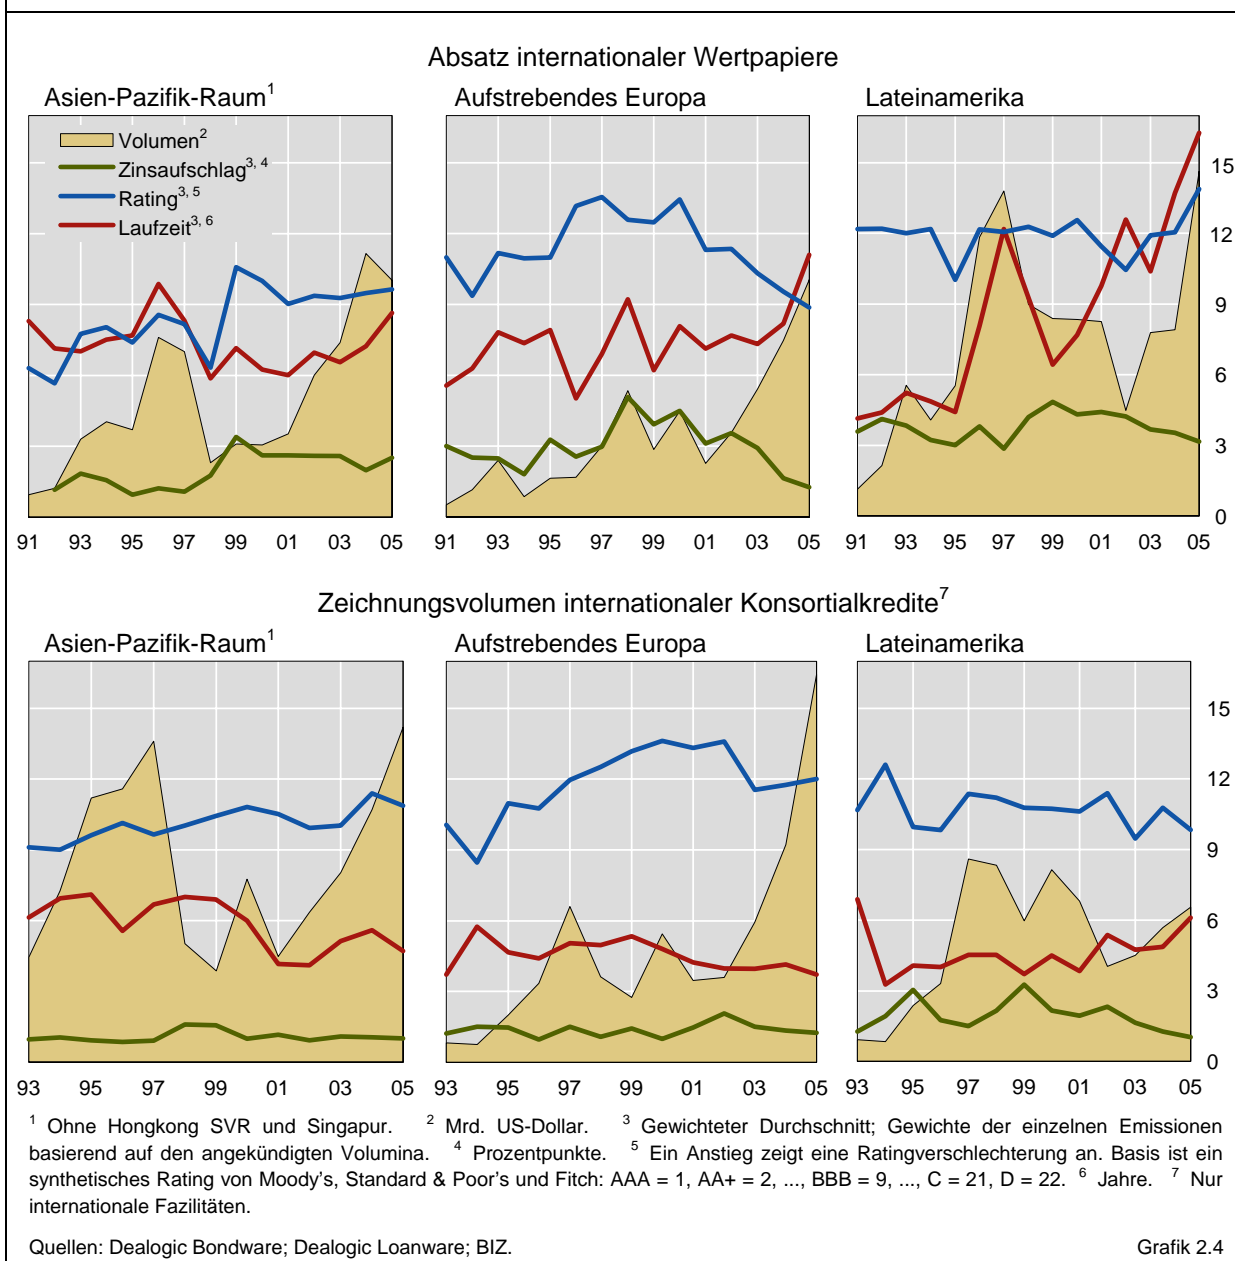 Absatz internationaler Wertpapiere
Asien-Pazifik-Raum1
Aufstrebendes Europa
Lateinamerika
Volumen2
Zinsaufschlag3, 4
Rating3, 5
Laufzeit3, 6
15
12
9
6
3
0
91 93 95 97 99 01 03 05
91 93 95 97 99 01 03 05
91 93 95 97 99 01 03 05
Zeichnungsvolumen internationaler Konsortialkredite7
Asien-Pazifik-Raum1
Aufstrebendes Europa
Lateinamerika
15
12
9
6
3
0
93 95 97 99 01 03 05
93 95 97 99 01 03 05
93 95 97 99 01 03 05
1 Ohne Hongkong SVR und Singapur. 2 Mrd. US-Dollar. 3 Gewichteter Durchschnitt; Gewichte der einzelnen Emissionen
basierend auf den angekündigten Volumina. 4 Prozentpunkte. 5 Ein Anstieg zeigt eine Ratingverschlechterung an. Basis ist ein
synthetisches Rating von Moody's, Standard & Poor's und Fitch: AAA = 1, AA+ = 2, ..., BBB = 9, ..., C = 21, D = 22. 6 Jahre. 7 Nur
internationale Fazilitäten.
Quellen: Dealogic Bondware; Dealogic Loanware; BIZ.
Grafik 2.4